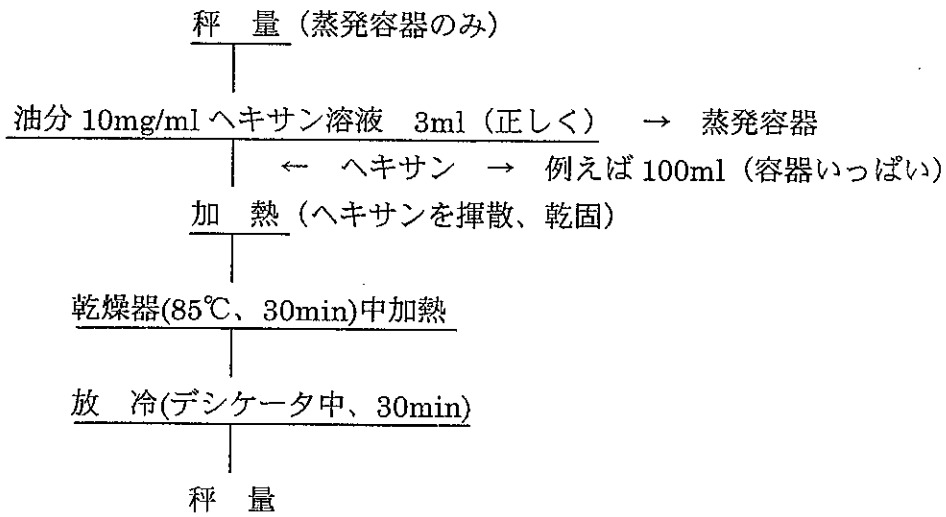 秤　量（蒸発容器のみ）
油分 10mg/ml ヘキサン溶液　3ml（正しく）　→　蒸発容器
←　ヘキサン　→　例えば 100ml（容器いっぱい）
加　熱（ヘキサンを揮散、乾固）
乾燥器(85℃、30min)中加熱
放　冷(デシケータ中、30min)
秤　量